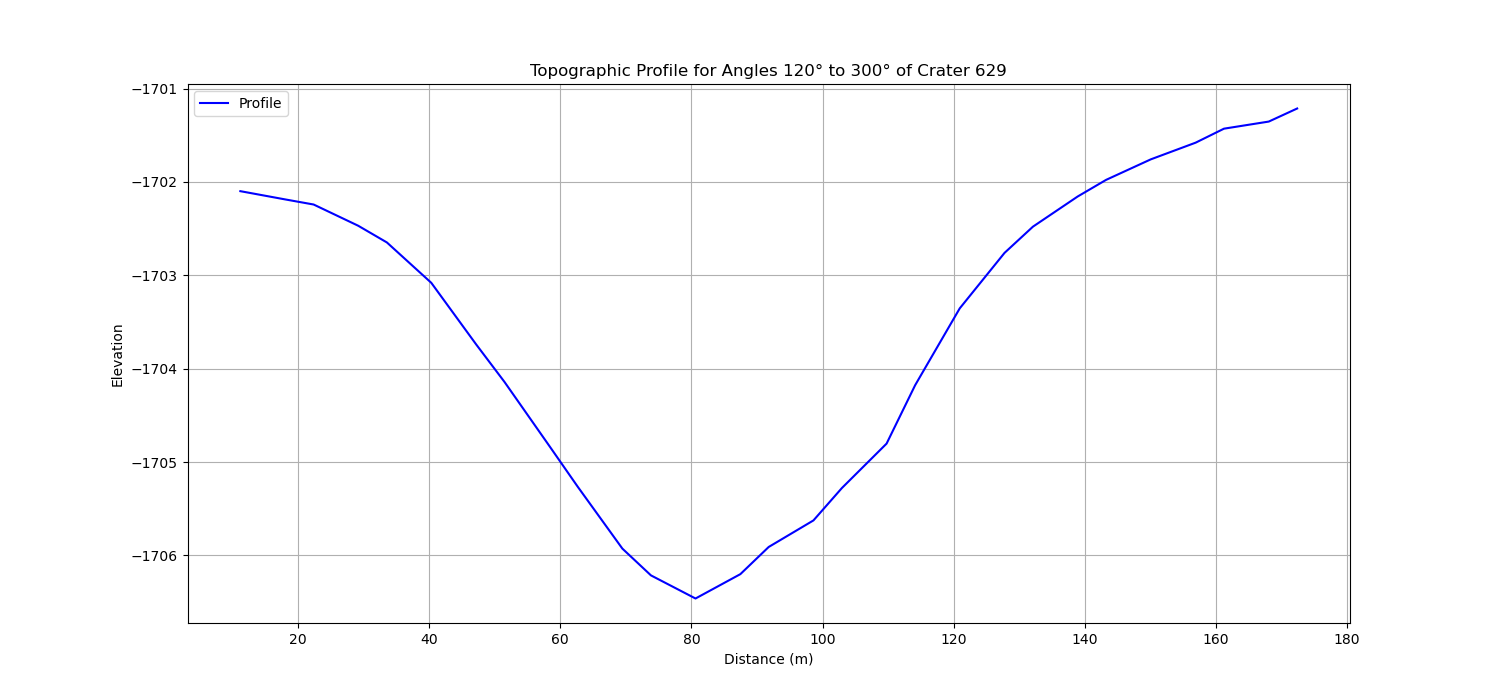 Topographic Profile for Angles 120° to 300° of Crater 629
Profile
−1701
−1702
−1703
−1704
−1705
−1706
Elevation
20 40 60 80 100 120 140 160 180
Distance (m)